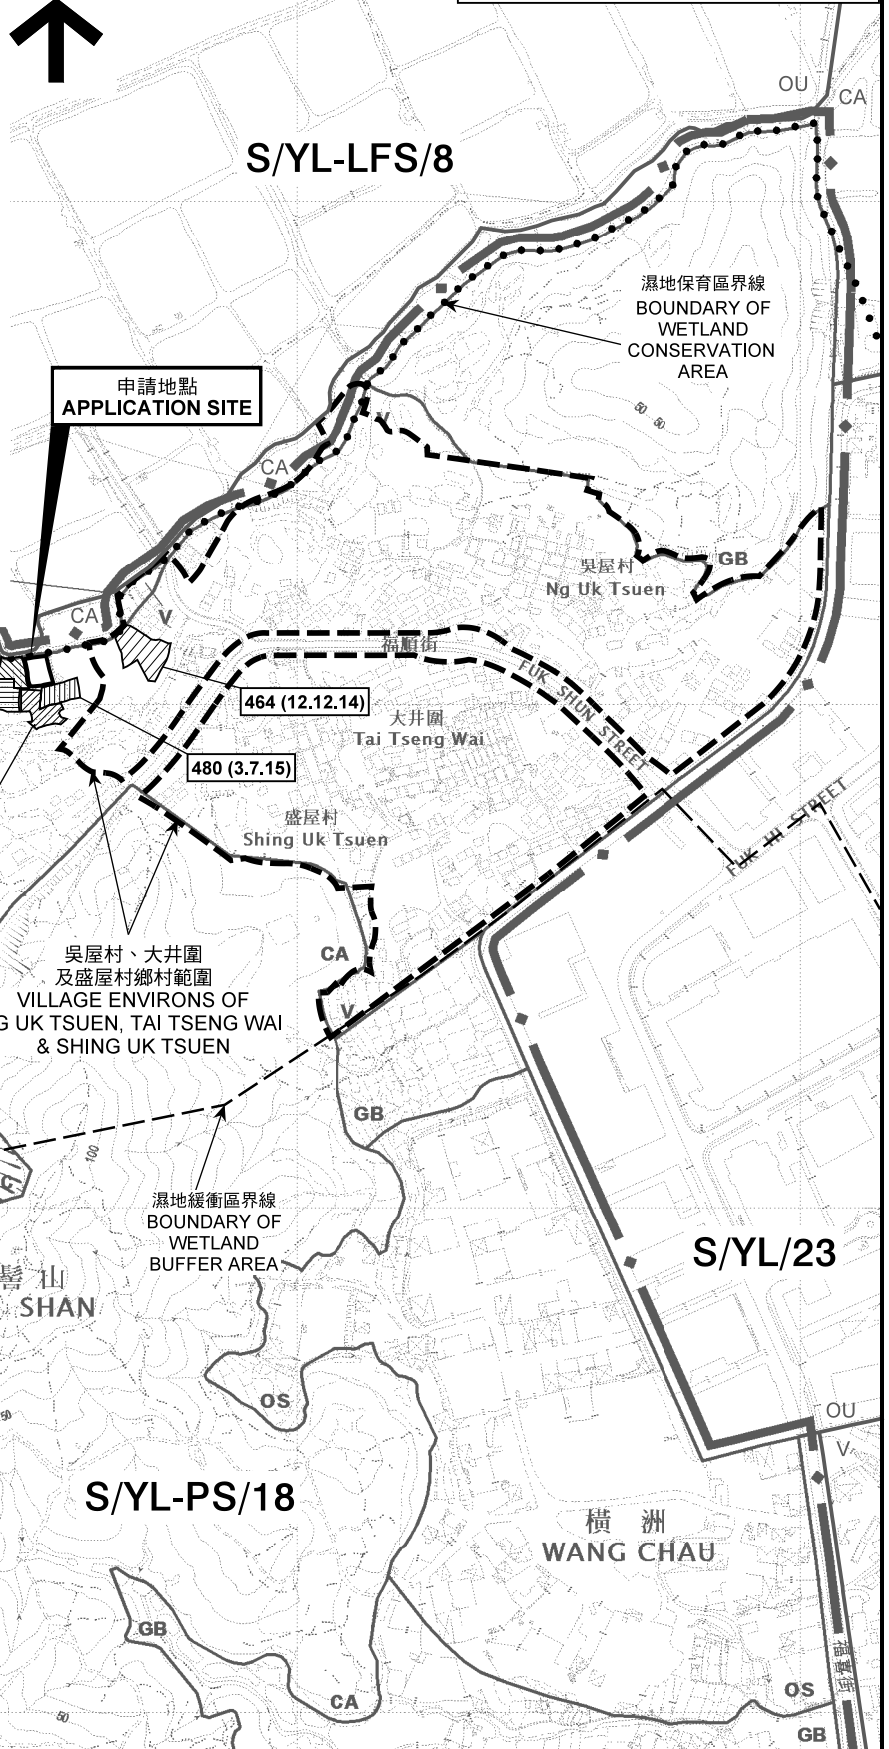 OU
CA
S/YL-LFS/8
濕地保育區界線
BOUNDARY OF
WETLAND
CONSERVATION
AREA
申請地點
APPLICATION SITE
V
50
50
CA
吳屋村
Ng Uk Tsuen
GB
CA
V
福順街
FUK SHUN STREET
464 (12.12.14)
大井圍
Tai Tseng Wai
480 (3.7.15)
盛屋村
Shing Uk Tsuen
FUK HI STREET
吳屋村、大井圍
及盛屋村鄉村範圍
VILLAGE ENVIRONS OF
G UK TSUEN, TAI TSENG WAI
& SHING UK TSUEN
CA
V
GB
100
濕地緩衝區界線
BOUNDARY OF
WETLAND
BUFFER AREA
S/YL/23
髻山
SHAN
OS
50
OU
V
S/YL-PS/18
橫洲
WANG CHAU
GB
CA
OS
福喜街
50
GB